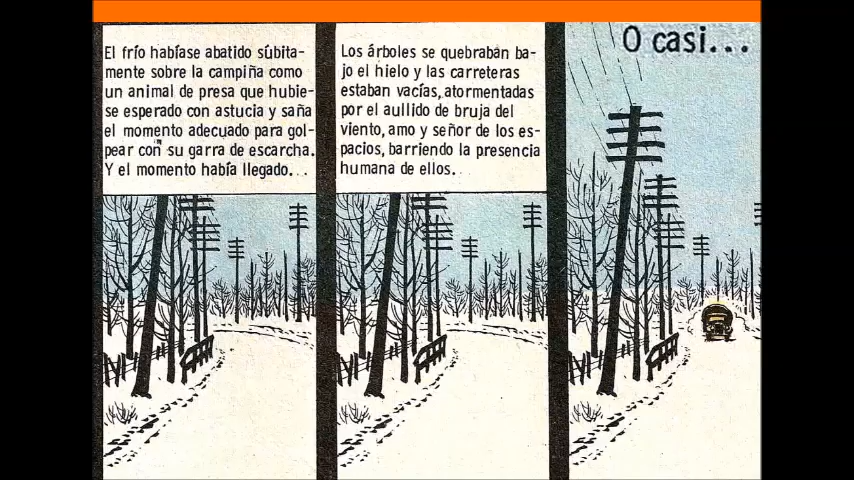 El frío habíase abatido súbita-
mente sobre la campiña como
un animal de presa que hubie-
se esperado con astucia y saña
el momento adecuado para gol-
pear con su garra de escarcha.
Y el momento había llegado...
Los árboles se quebraban ba-
jo el hielo y las carreteras
estaban vacías, atormentadas
por el aullido de bruja del
viento, amo y señor de los es-
pacios, barriendo la presencia
humana de ellos.
O casi...